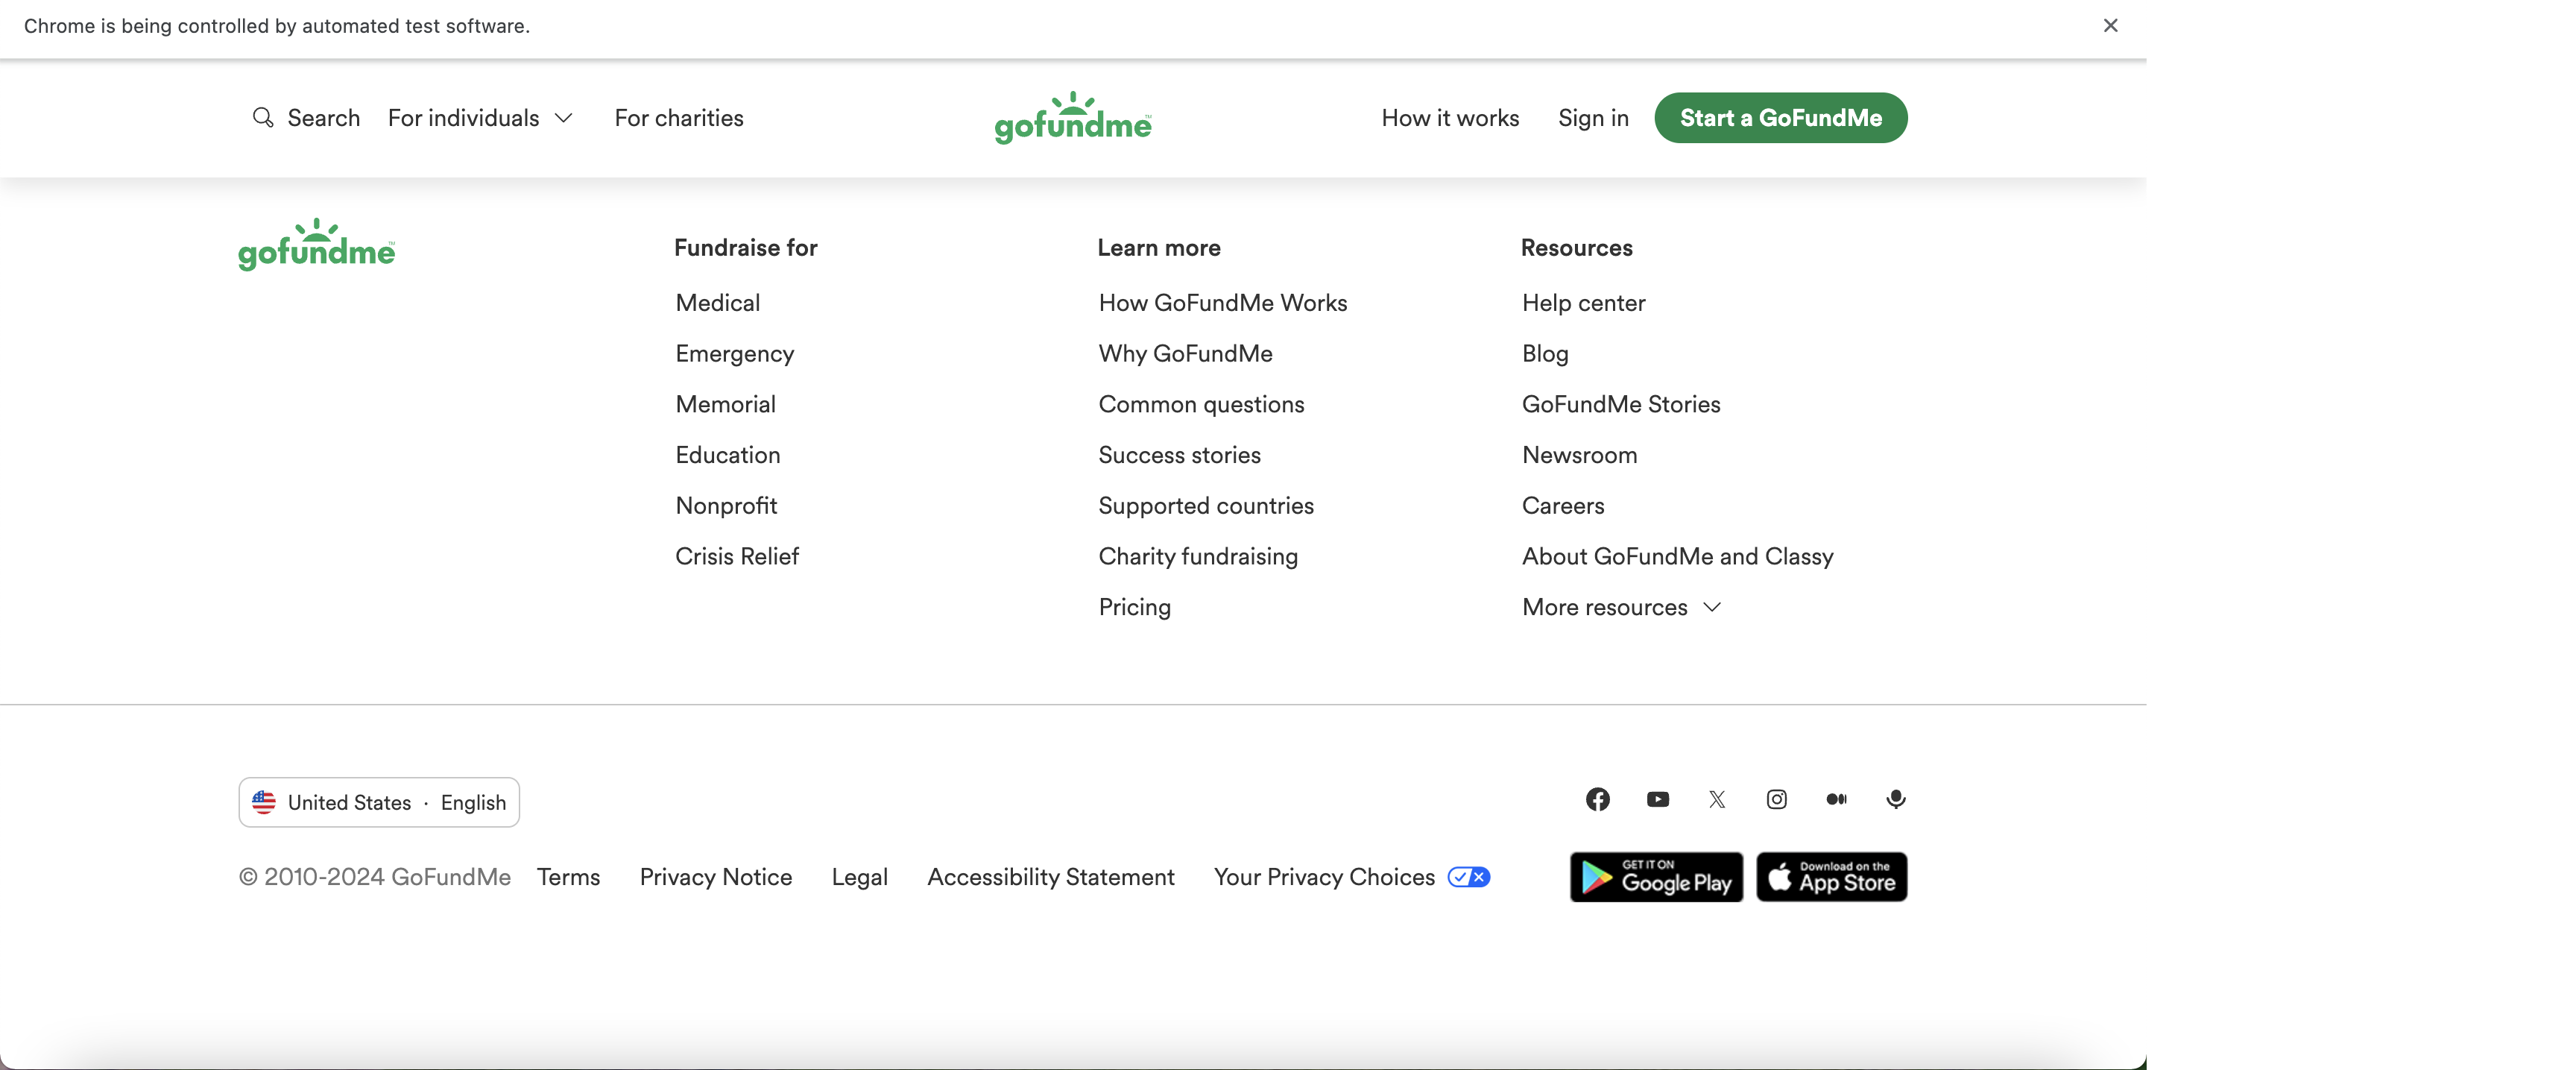 Chrome is being controlled by automated test software.
Search
For individuals
For charities
gofundme™
How it works
Sign in
Start a GoFundMe
gofundme™
Fundraise for
Medical
Emergency
Memorial
Education
Nonprofit
Crisis Relief
Learn more
How GoFundMe Works
Why GoFundMe
Common questions
Success stories
Supported countries
Charity fundraising
Pricing
Resources
Help center
Blog
GoFundMe Stories
Newsroom
Careers
About GoFundMe and Classy
More resources
United States · English
© 2010-2024 GoFundMe
Terms
Privacy Notice
Legal
Accessibility Statement
Your Privacy Choices
GET IT ON
Google Play
Download on the
App Store